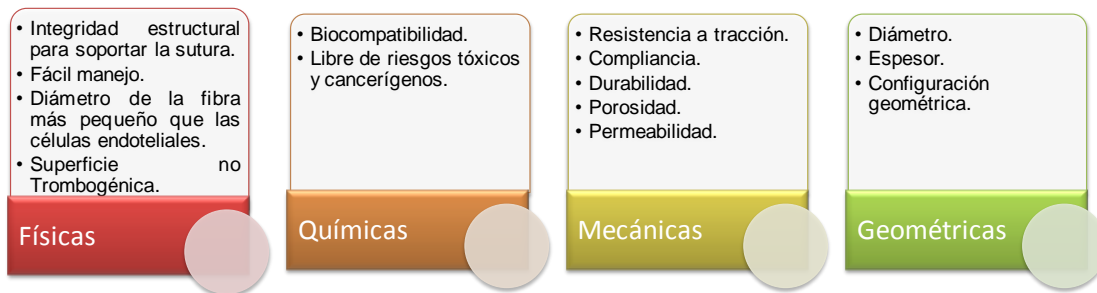 • Integridad estructural
para soportar la sutura.
• Fácil manejo.
• Diámetro de la fibra
más pequeño que las
células endoteliales.
• Superficie no
Trombogénica.
Físicas
• Biocompatibilidad.
• Libre de riesgos tóxicos
y cancerígenos.
Químicas
• Resistencia a tracción.
• Compliancia.
• Durabilidad.
• Porosidad.
• Permeabilidad.
Mecánicas
• Diámetro.
• Espesor.
• Configuración
geométrica.
Geométricas